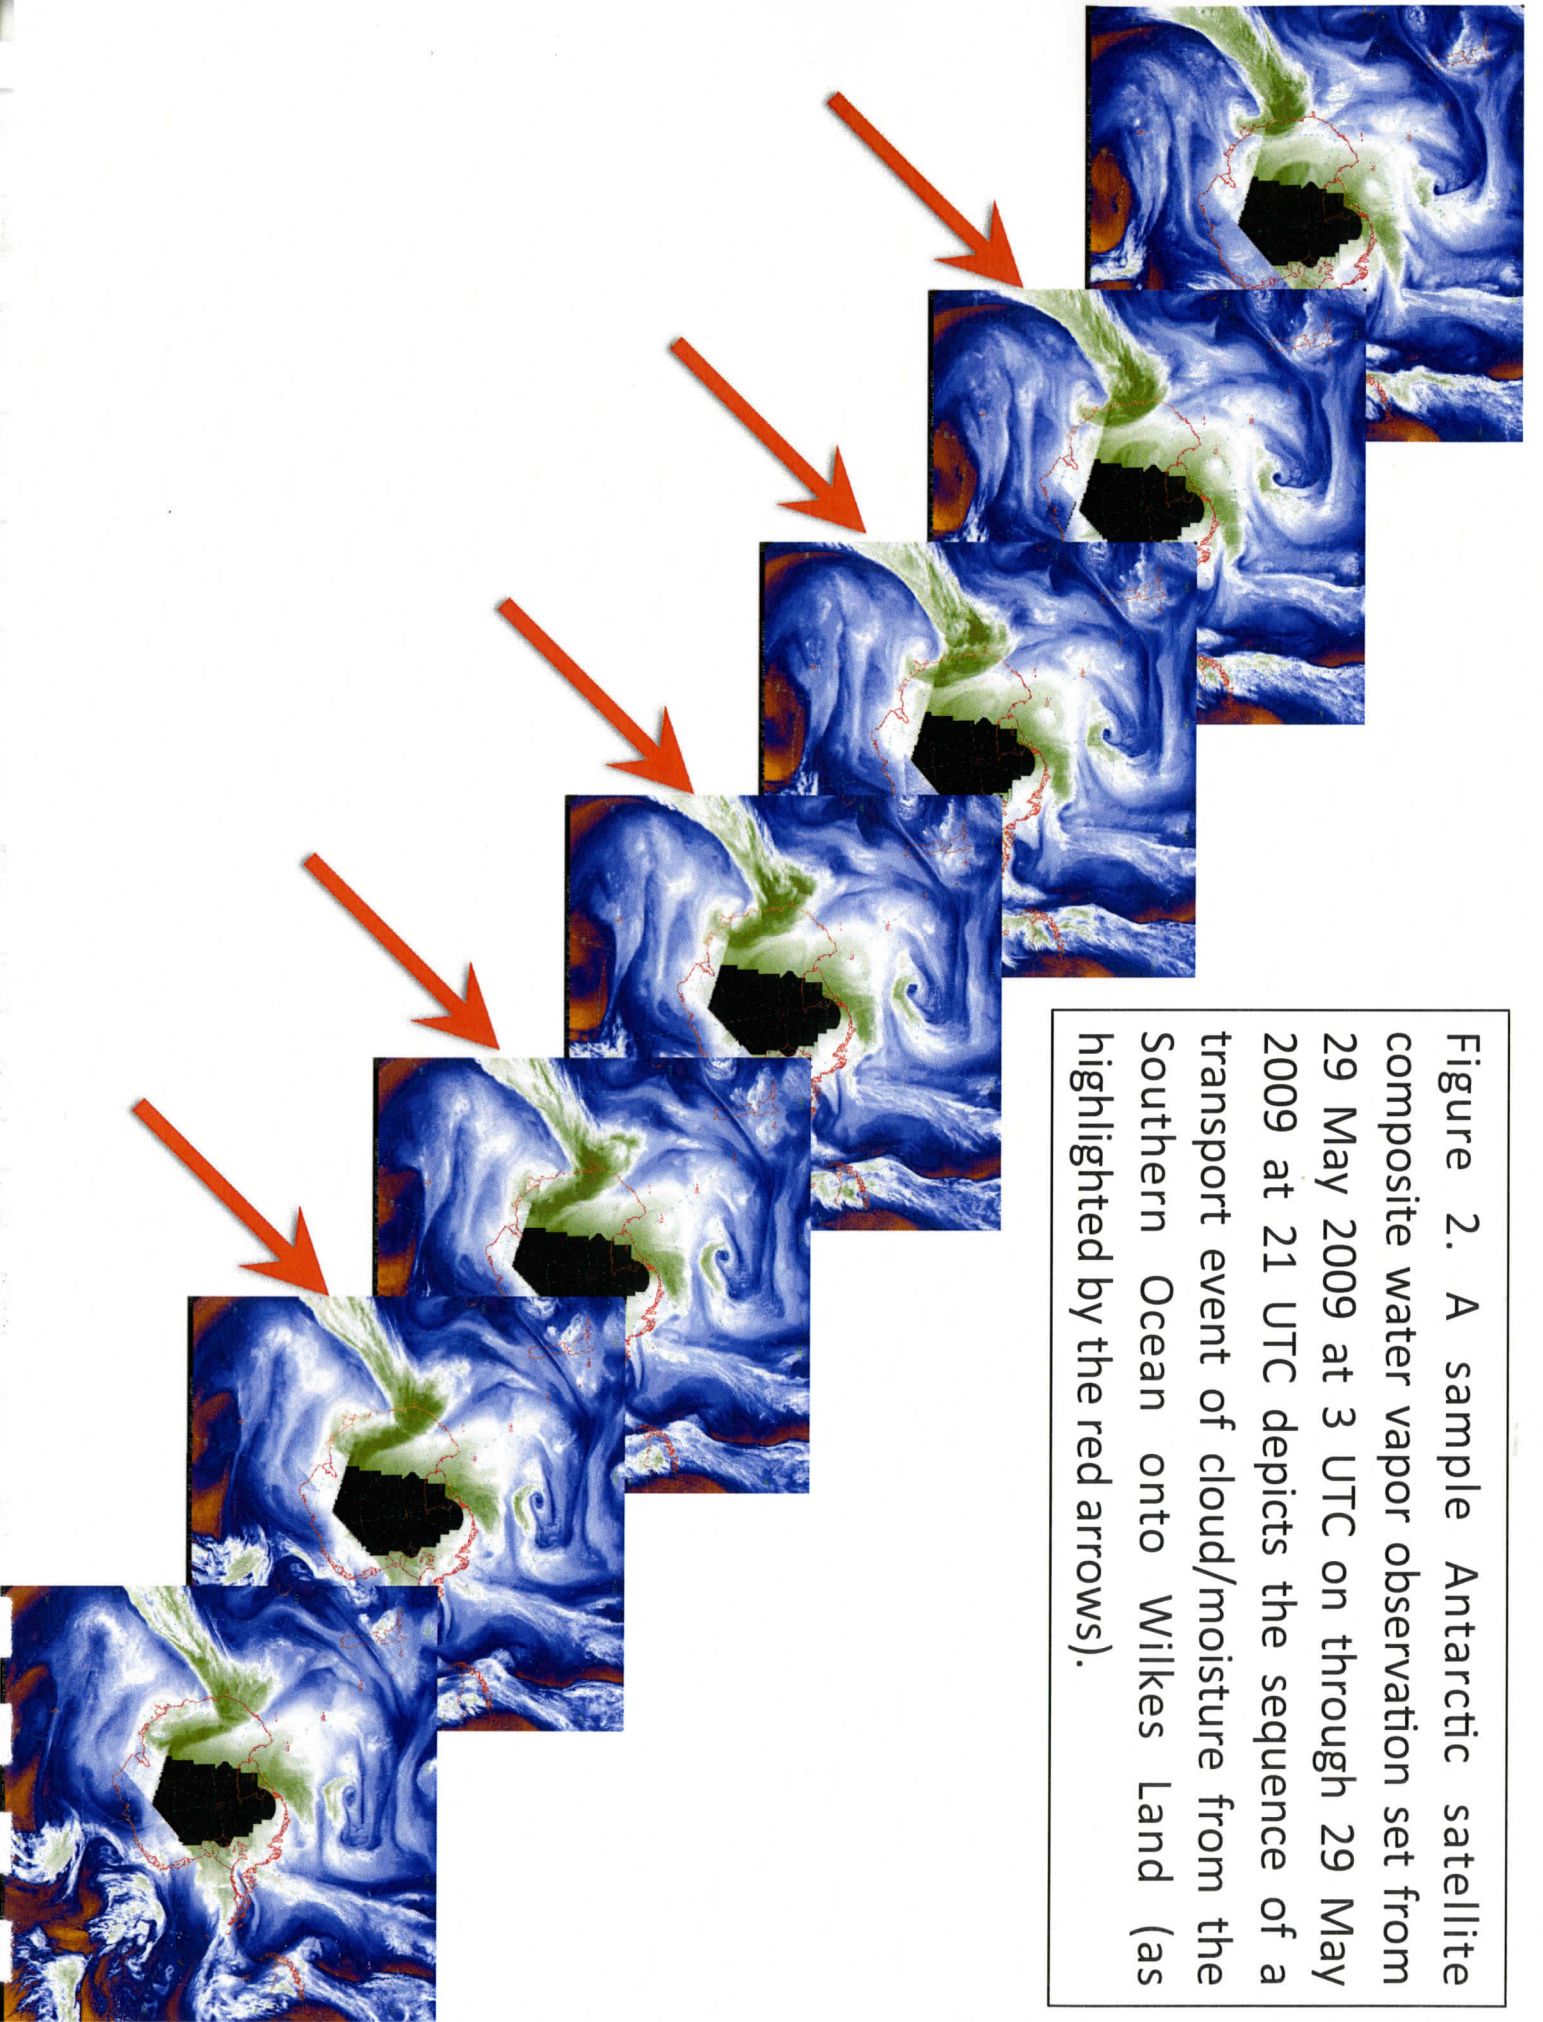 Figure 2. A sample Antarctic satellite
composite water vapor observation set from
29 May 2009 at 3 UTC on through 29 May
2009 at 21 UTC depicts the sequence of a
transport event of cloud/moisture from the
Southern Ocean onto Wilkes Land (as
highlighted by the red arrows).